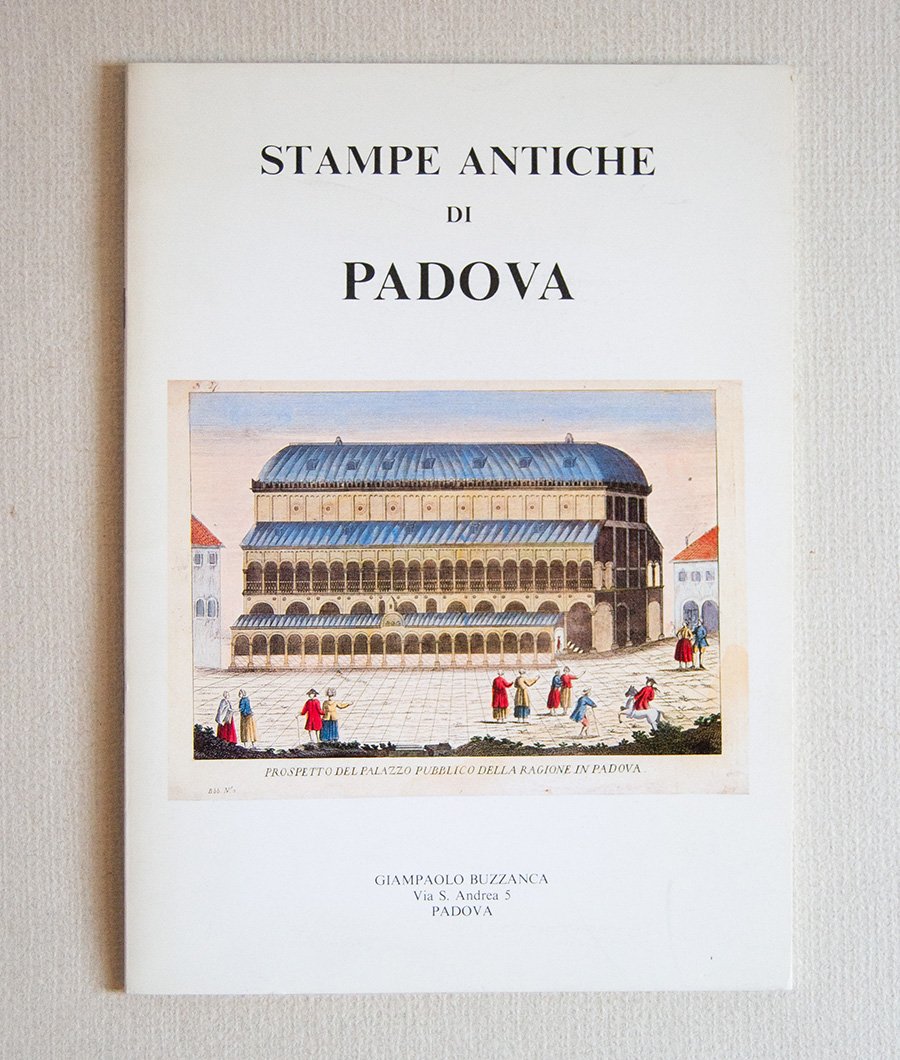 STAMPE ANTICHE
DI
PADOVA
PROSPETTO DEL PALAZZO PUBBLICO DELLA RAGIONE IN PADOVA.
GIAMPAOLO BUZZANCA
Via S. Andrea 5
PADOVA